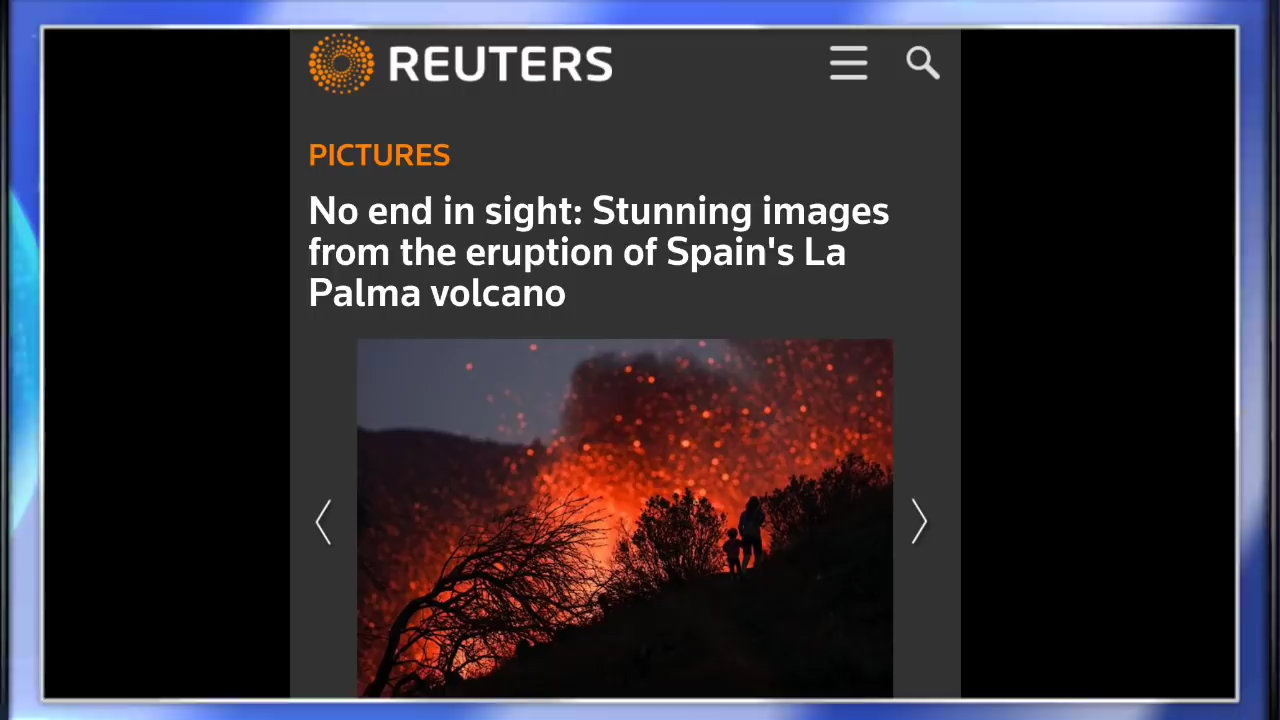 REUTERS
PICTURES
No end in sight: Stunning images
from the eruption of Spain's La
Palma volcano